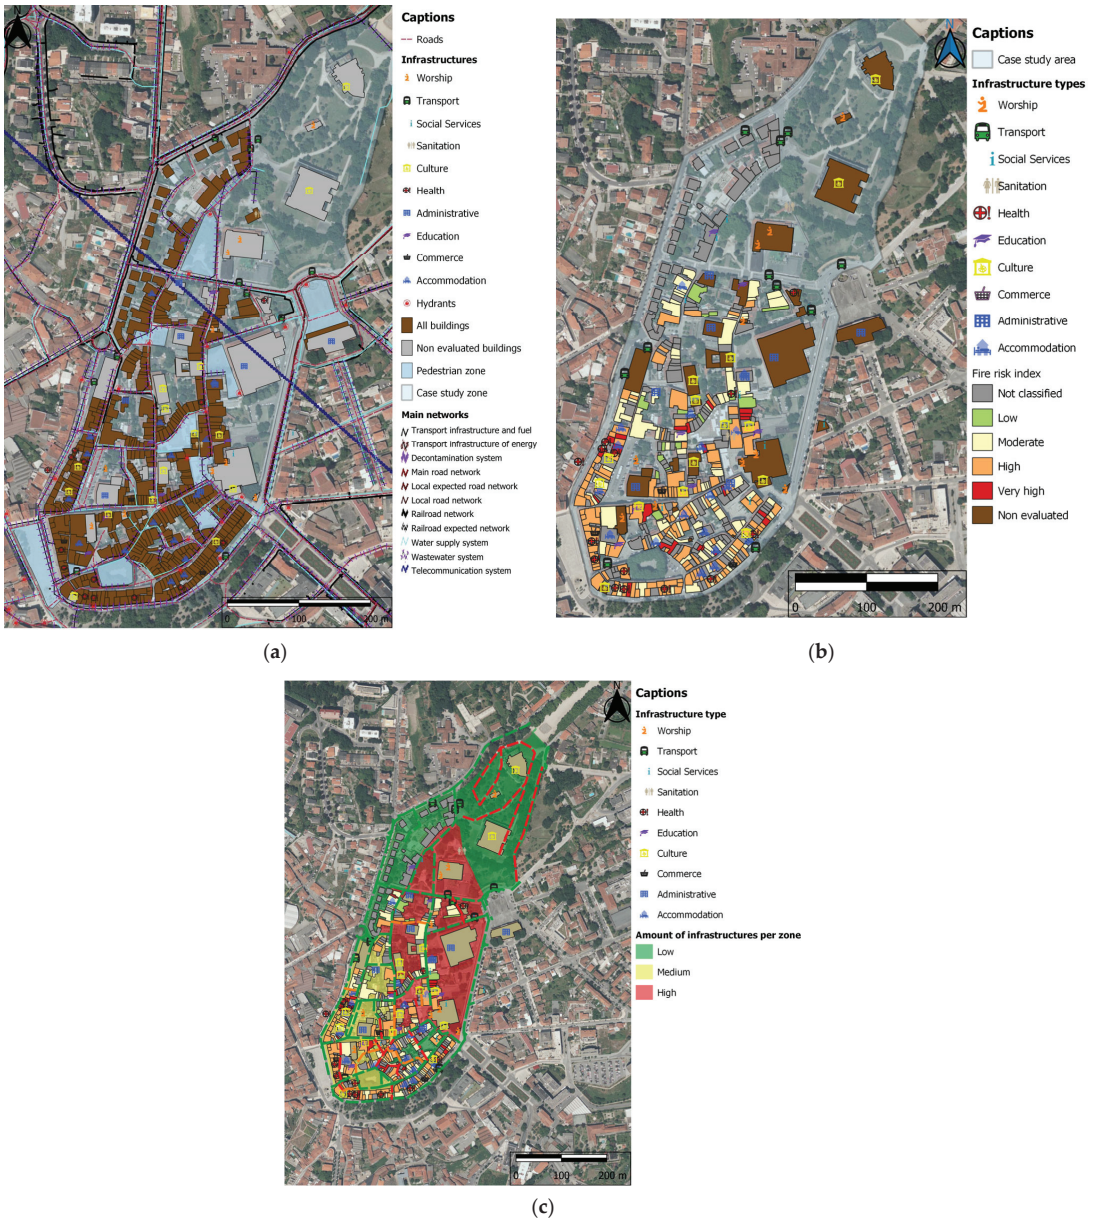 N
Captions
Roads
Infrastructures
Worship
Transport
Social Services
Sanitation
Culture
Health
Administrative
Education
Commerce
Accommodation
Hydrants
All buildings
Non evaluated buildings
Pedestrian zone
Case study zone
Main networks
Transport infrastructure and fuel
Transport infrastructure of energy
Decontamination system
Main road network
Local expected road network
Local road network
Railroad network
Railroad expected network
Water supply system
Wastewater system
Telecommunication system
0 100 200 m
(a)
N
Captions
Case study area
Infrastructure types
Worship
Transport
Social Services
Sanitation
Health
Education
Culture
Commerce
Administrative
Accommodation
Fire risk index
Not classified
Low
Moderate
High
Very high
Non evaluated
0 100 200 m
(b)
N
Captions
Infrastructure type
Worship
Transport
Social Services
Sanitation
Health
Education
Culture
Commerce
Administrative
Accommodation
Amount of infrastructures per zone
Low
Medium
High
0 100 200 m
(c)